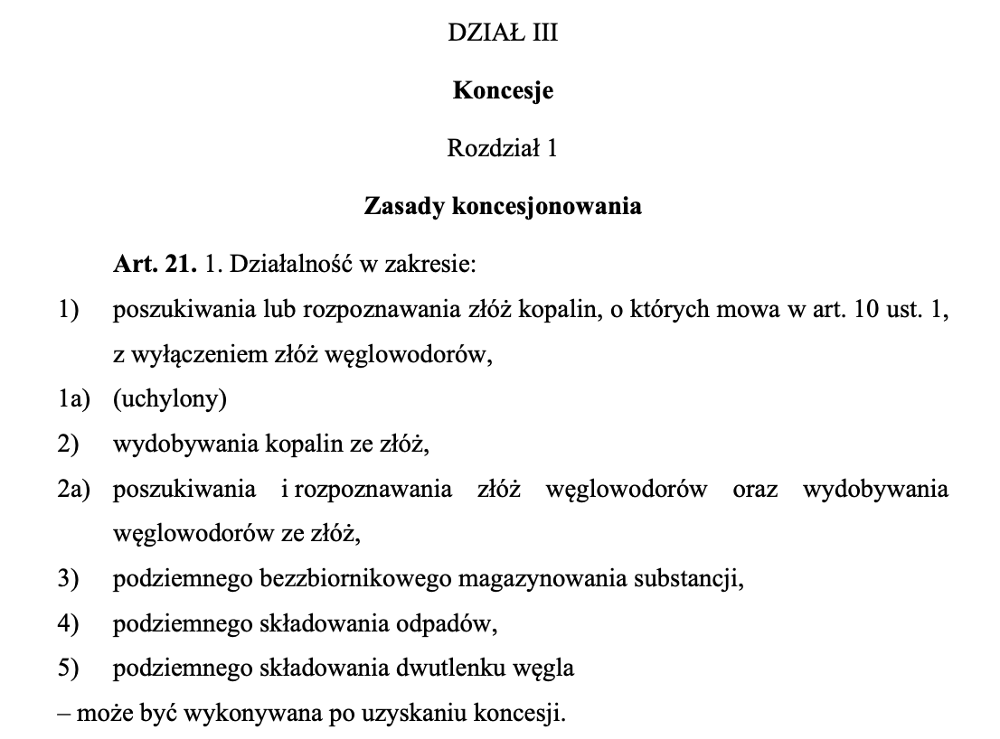 DZIAŁ III
Koncesje
Rozdział 1
Zasady koncesjonowania
Art. 21. 1. Działalność w zakresie:
1) poszukiwania lub rozpoznawania złóż kopalin, o których mowa w art. 10 ust. 1,
z wyłączeniem złóż węglowodorów,
1a) (uchylony)
2) wydobywania kopalin ze złóż,
2a) poszukiwania i rozpoznawania złóż węglowodorów oraz wydobywania
węglowodorów ze złóż,
3) podziemnego bezzbiornikowego magazynowania substancji,
4) podziemnego składowania odpadów,
5) podziemnego składowania dwutlenku węgla
– może być wykonywana po uzyskaniu koncesji.